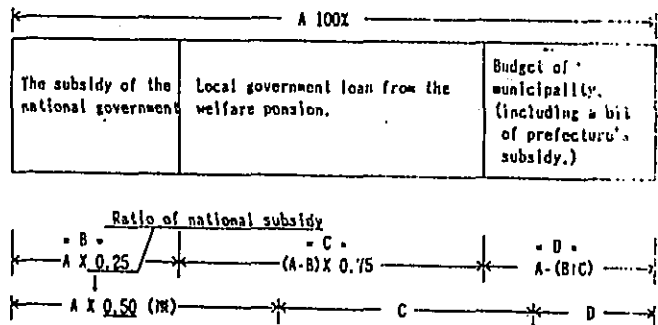 A 100%
The subsidy of the
national government
Local government loan from the
welfare pension.
Budget of
municipality.
(including a bit
of prefecture's
subsidy.)
Ratio of national subsidy
B
A X 0.25
C
(A-B)X 0.75
D
A-(B+C)
A X 0.50
C
D